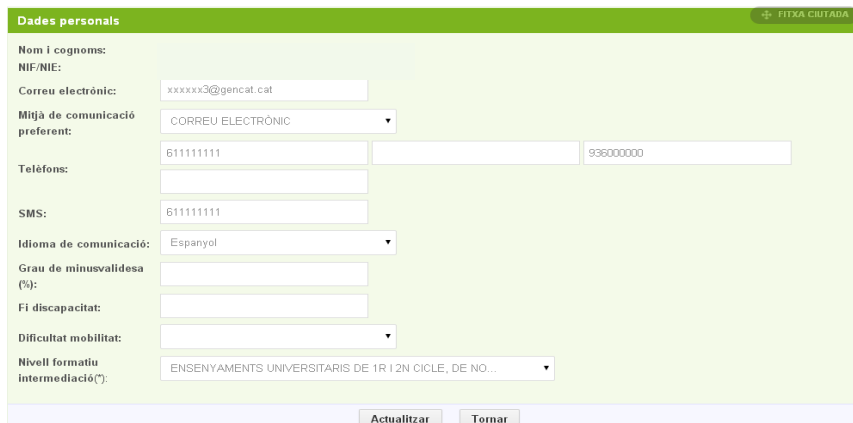 Dades personals
FITXA CIUTADA
Nom i cognoms:
NIF/NIE:
Correu electrónic: xxxxxx3@gencat.cat
Mitjà de comunicació
preferent:
CORREU ELECTRÒNIC
611111111 936000000
Telèfons:
SMS: 611111111
Idioma de comunicació: Espanyol
Grau de minusvalidesa
(%):
Fi discapacitat:
Dificultat mobilitat:
Nivell formatiu
intermediació(*):
ENSENYAMENTS UNIVERSITARIS DE 1R I 2N CICLE, DE NO...
Actualitzar Tornar